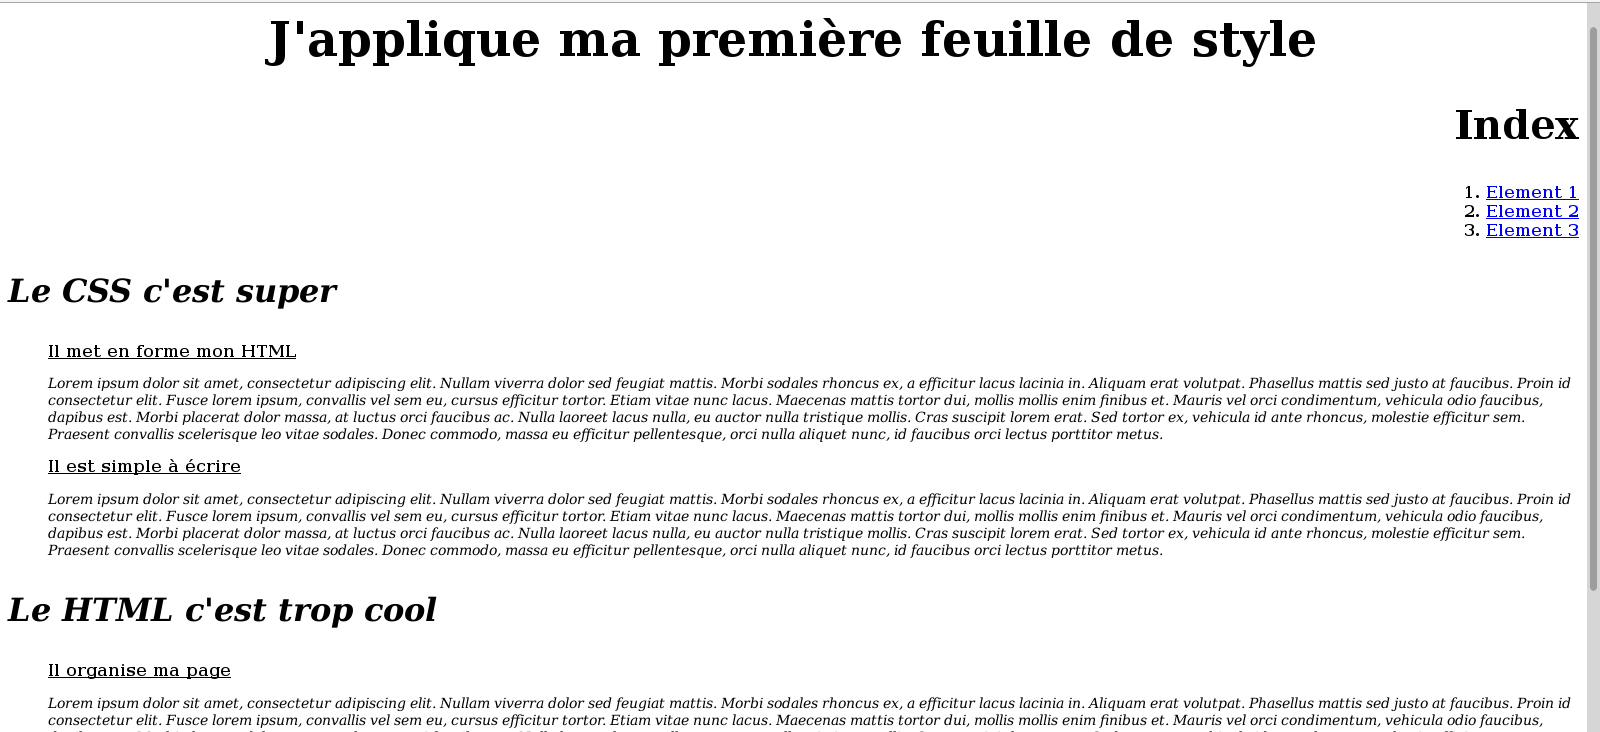 J'applique ma première feuille de style
Index
1. Element 1
2. Element 2
3. Element 3
Le CSS c'est super
Il met en forme mon HTML
Lorem ipsum dolor sit amet, consectetur adipiscing elit. Nullam viverra dolor sed feugiat mattis. Morbi sodales rhoncus ex, a efficitur lacus lacinia in. Aliquam erat volutpat. Phasellus mattis sed justo at faucibus. Proin id
consectetur elit. Fusce lorem ipsum, convallis vel sem eu, cursus efficitur tortor. Etiam vitae nunc lacus. Maecenas mattis tortor dui, mollis mollis enim finibus et. Mauris vel orci condimentum, vehicula odio faucibus,
dapibus est. Morbi placerat dolor massa, at luctus orci faucibus ac. Nulla laoreet lacus nulla, eu auctor nulla tristique mollis. Cras suscipit lorem erat. Sed tortor ex, vehicula id ante rhoncus, molestie efficitur sem.
Praesent convallis scelerisque leo vitae sodales. Donec commodo, massa eu efficitur pellentesque, orci nulla aliquet nunc, id faucibus orci lectus porttitor metus.
Il est simple à écrire
Lorem ipsum dolor sit amet, consectetur adipiscing elit. Nullam viverra dolor sed feugiat mattis. Morbi sodales rhoncus ex, a efficitur lacus lacinia in. Aliquam erat volutpat. Phasellus mattis sed justo at faucibus. Proin id
consectetur elit. Fusce lorem ipsum, convallis vel sem eu, cursus efficitur tortor. Etiam vitae nunc lacus. Maecenas mattis tortor dui, mollis mollis enim finibus et. Mauris vel orci condimentum, vehicula odio faucibus,
dapibus est. Morbi placerat dolor massa, at luctus orci faucibus ac. Nulla laoreet lacus nulla, eu auctor nulla tristique mollis. Cras suscipit lorem erat. Sed tortor ex, vehicula id ante rhoncus, molestie efficitur sem.
Praesent convallis scelerisque leo vitae sodales. Donec commodo, massa eu efficitur pellentesque, orci nulla aliquet nunc, id faucibus orci lectus porttitor metus.
Le HTML c'est trop cool
Il organise ma page
Lorem ipsum dolor sit amet, consectetur adipiscing elit. Nullam viverra dolor sed feugiat mattis. Morbi sodales rhoncus ex, a efficitur lacus lacinia in. Aliquam erat volutpat. Phasellus mattis sed justo at faucibus. Proin id
consectetur elit. Fusce lorem ipsum, convallis vel sem eu, cursus efficitur tortor. Etiam vitae nunc lacus. Maecenas mattis tortor dui, mollis mollis enim finibus et. Mauris vel orci condimentum, vehicula odio faucibus,